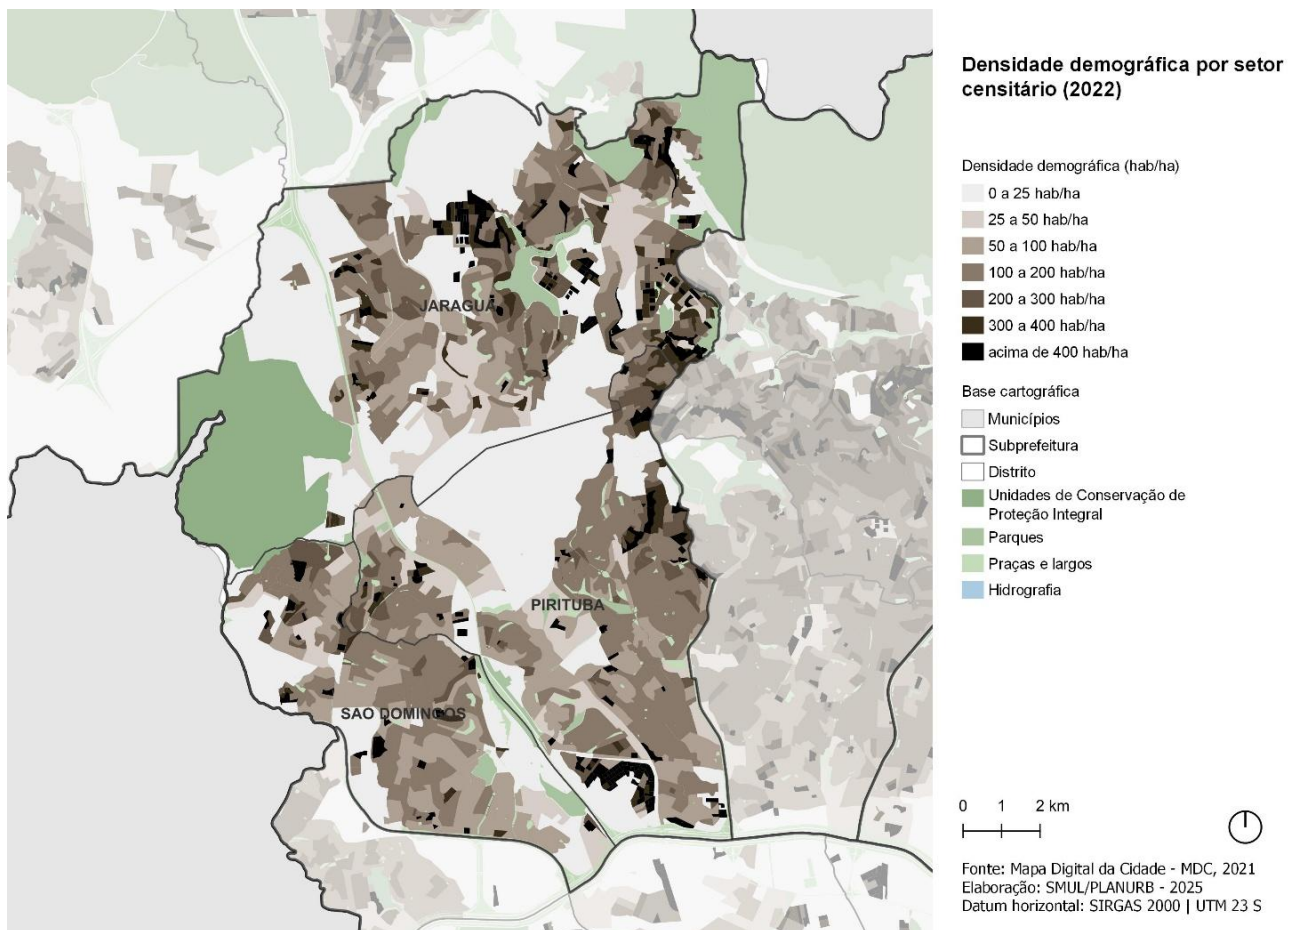 Densidade demográfica por setor
censitário (2022)
Densidade demográfica (hab/ha)
0 a 25 hab/ha
25 a 50 hab/ha
50 a 100 hab/ha
100 a 200 hab/ha
200 a 300 hab/ha
300 a 400 hab/ha
acima de 400 hab/ha
Base cartográfica
Municípios
Subprefeitura
Distrito
Unidades de Conservação de
Proteção Integral
Parques
Praças e largos
Hidrografia
JARAGUÁ
PIRITUBA
SAO DOMINGOS
0 1 2 km
Fonte: Mapa Digital da Cidade - MDC, 2021
Elaboração: SMUL/PLANURB - 2025
Datum horizontal: SIRGAS 2000 | UTM 23 S